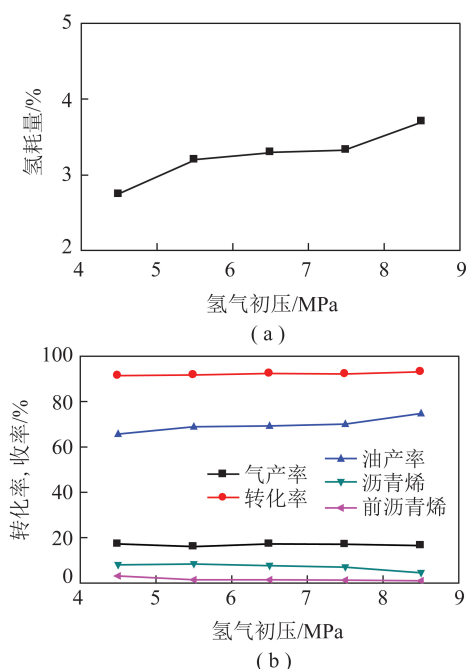 5
4
3
2
氢耗量/%
4 5 6 7 8 9
氢气初压/MPa
( a )
100
80
60
40
20
0
转化率, 收率/%
气产率
转化率
油产率
沥青烯
前沥青烯
4 5 6 7 8 9
氢气初压/MPa
( b )